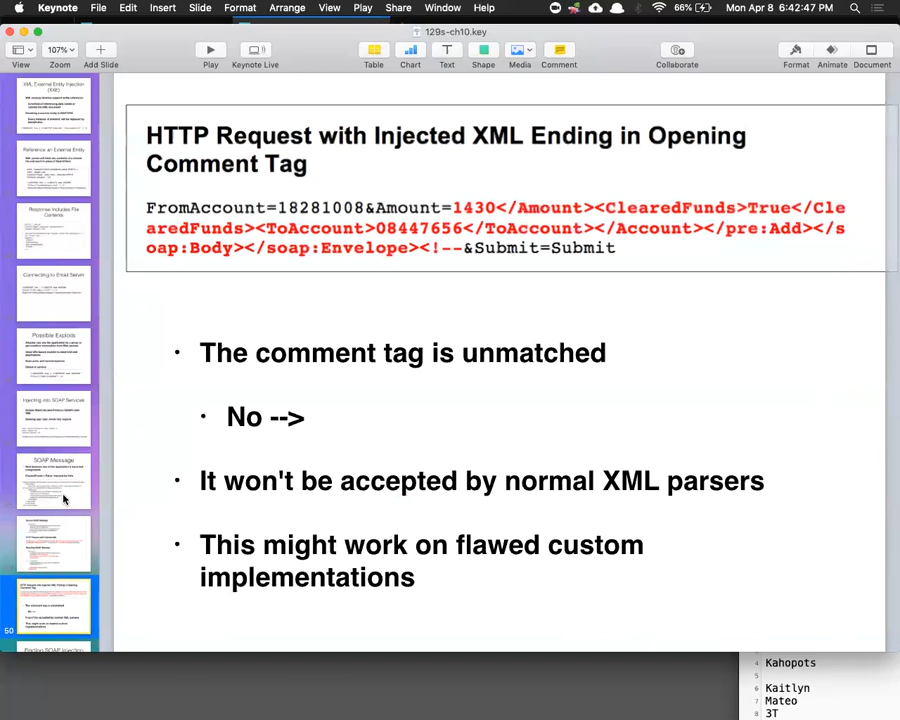 Keynote File Edit Insert Slide Format Arrange View Play Share Window Help 66% Mon Apr 8 6:42:47 PM
129s-ch10.key
107%
View Zoom Add Slide Play Keynote Live Table Chart Text Shape Media Comment Collaborate Format Animate Document
XML External Entity Injection
(XXE)
Reference an External Entity
Response Includes File
Contents
Connecting to Email Server
Possible Exploits
Injecting into SOAP Services
SOAP Message
50
HTTP Request with Injected XML Ending in Opening
Comment Tag
FromAccount=18281008&Amount=1430</Amount><ClearedFunds>True</Cle
aredFunds><ToAccount>08447656</ToAccount></Account></pre:Add></s
oap:Body></soap:Envelope><!--&Submit=Submit
• The comment tag is unmatched
• No -->
• It won't be accepted by normal XML parsers
• This might work on flawed custom
implementations
4 Kahopots
5
6 Kaitlyn
7 Mateo
8 3T